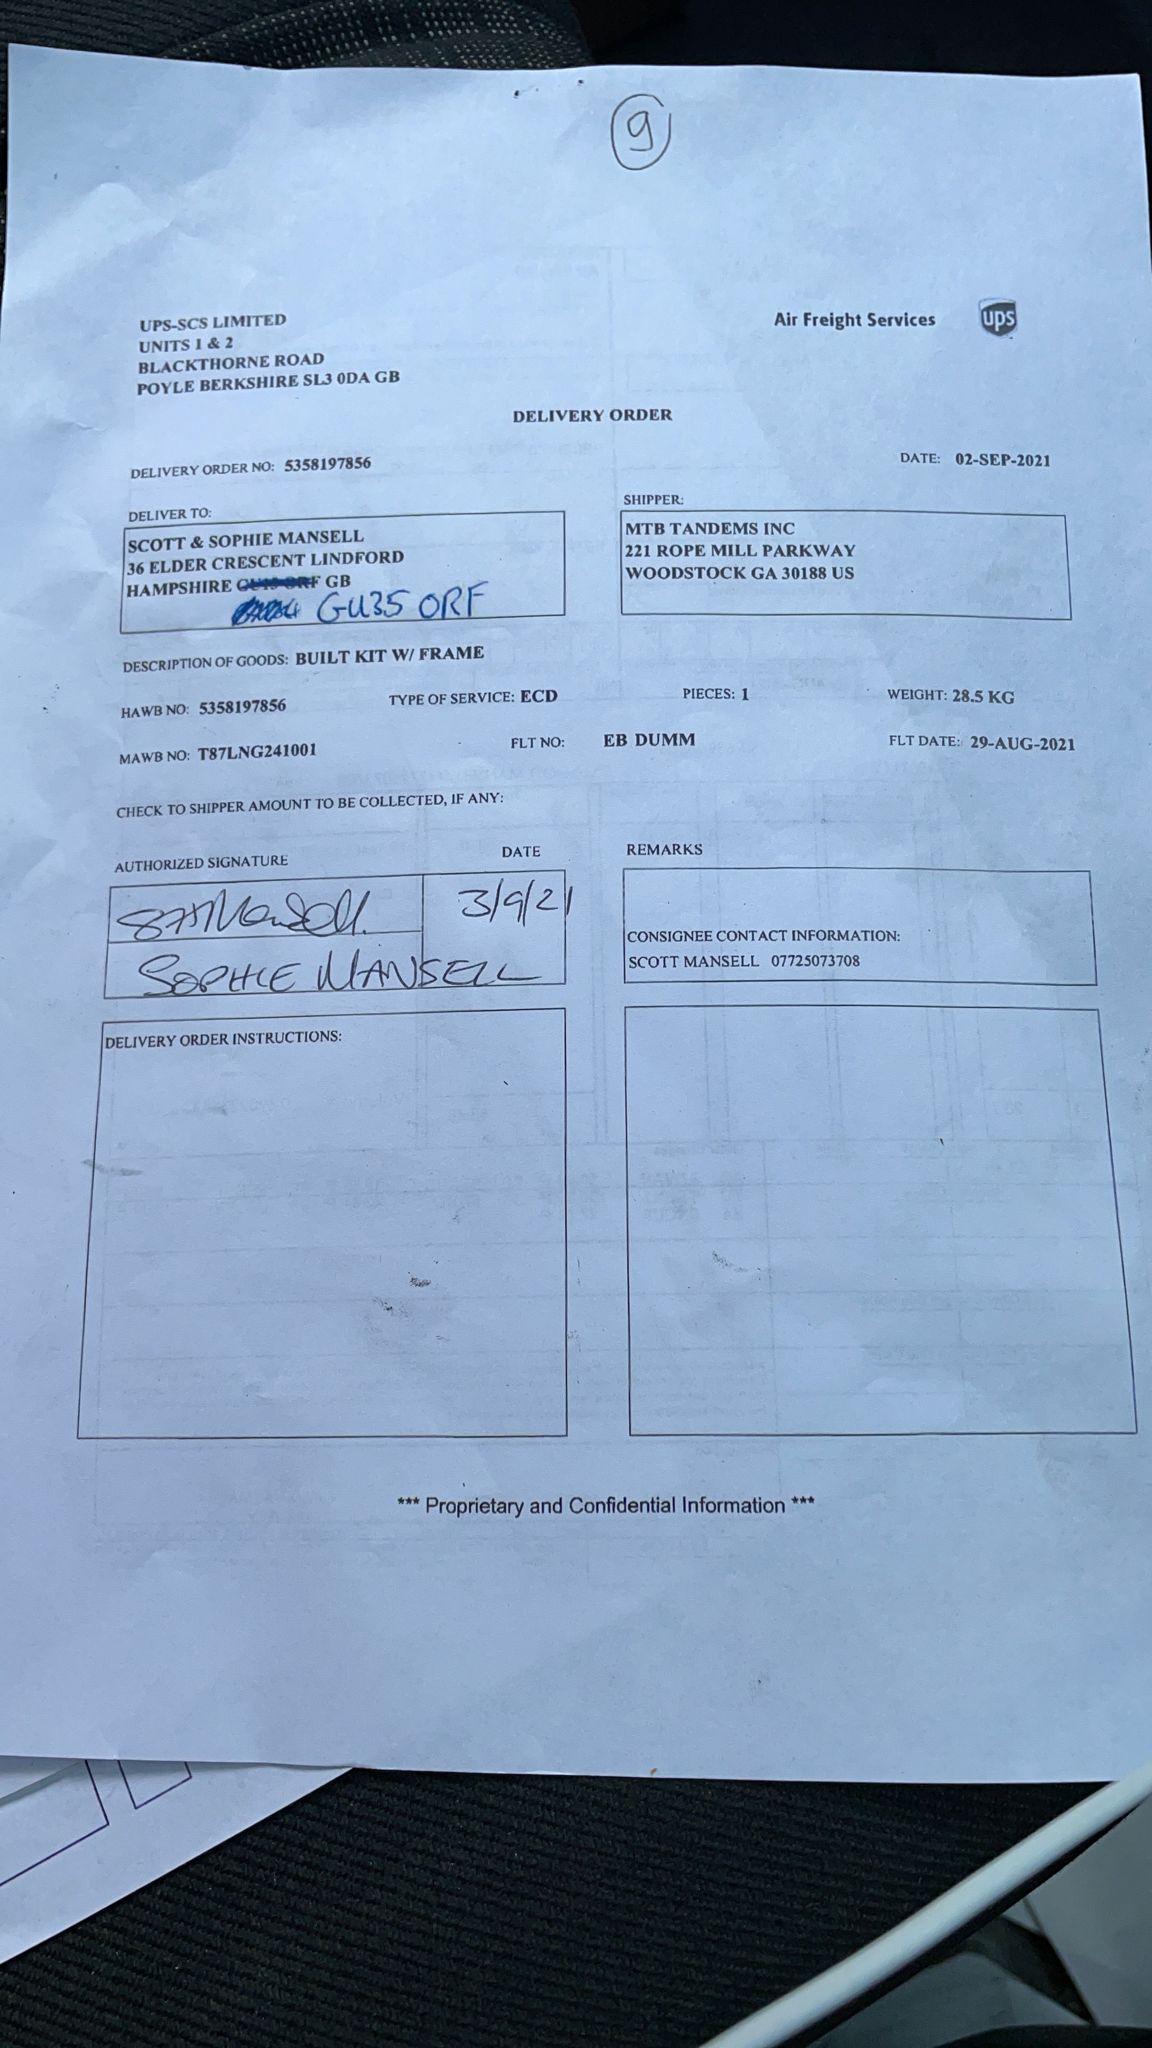 9
UPS-SCS LIMITED
UNITS 1 & 2
BLACKTHORNE ROAD
POYLE BERKSHIRE SL3 0DA GB
Air Freight Services
ups
DELIVERY ORDER
DELIVERY ORDER NO: 5358197856
DATE: 02-SEP-2021
DELIVER TO:
SCOTT & SOPHIE MANSELL
36 ELDER CRESCENT LINDFORD
HAMPSHIRE GB
GU35 0RF
SHIPPER:
MTB TANDEMS INC
221 ROPE MILL PARKWAY
WOODSTOCK GA 30188 US
DESCRIPTION OF GOODS: BUILT KIT W/ FRAME
HAWB NO: 5358197856 TYPE OF SERVICE: ECD PIECES: 1 WEIGHT: 28.5 KG
MAWB NO: T87LNG241001 FLT NO: EB DUMM FLT DATE: 29-AUG-2021
CHECK TO SHIPPER AMOUNT TO BE COLLECTED, IF ANY:
AUTHORIZED SIGNATURE DATE
Mansell. 3/9/21
SOPHIE MANSELL
REMARKS
CONSIGNEE CONTACT INFORMATION:
SCOTT MANSELL 07725073708
DELIVERY ORDER INSTRUCTIONS:
*** Proprietary and Confidential Information ***